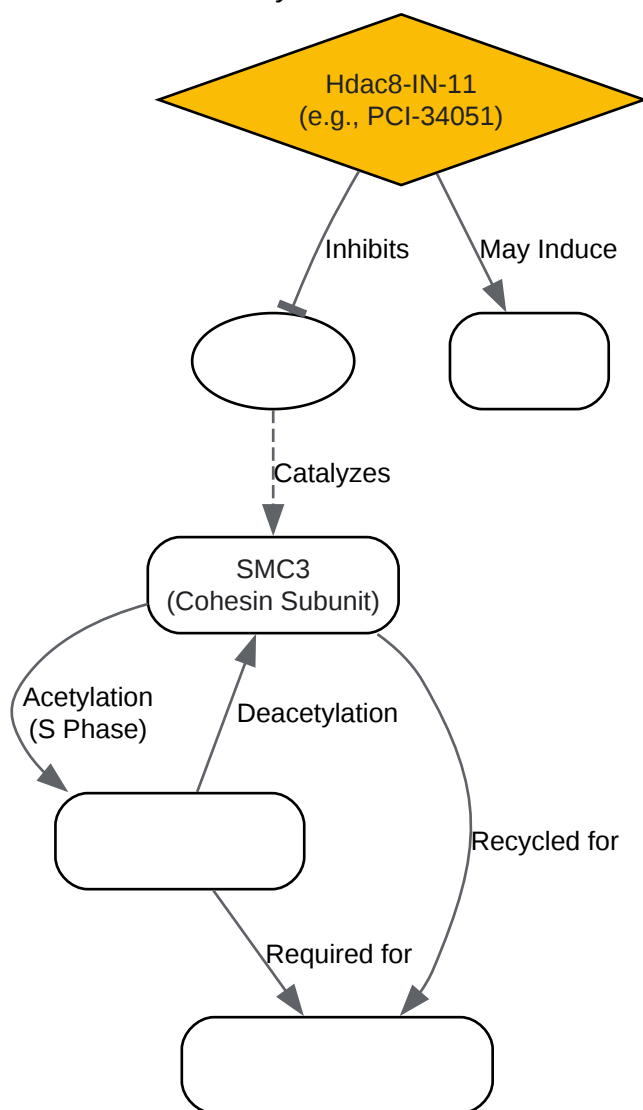 Hdac8-IN-11
(e.g., PCI-34051)
Inhibits
May Induce
Catalyzes
SMC3
(Cohesin Subunit)
Acetylation
(S Phase)
Deacetylation
Recycled for
Required for